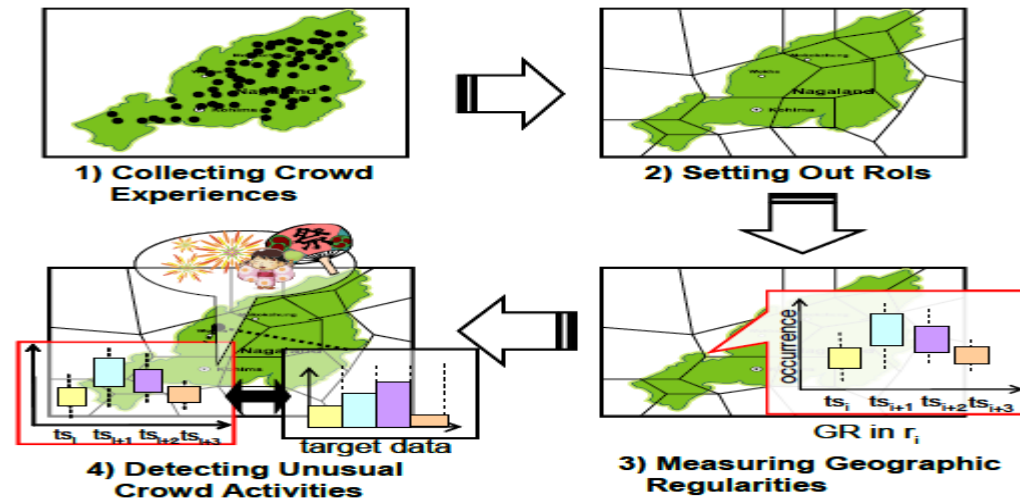 Nagaland
Kohima
1) Collecting Crowd
Experiences
Wokha
Nagaland
Kohima
2) Setting Out RoIs
occurrence
ts_i ts_i+1 ts_i+2 ts_i+3
GR in r_i
3) Measuring Geographic
Regularities
祭
Nagaland
ts_i ts_i+1 ts_i+2 ts_i+3
target data
4) Detecting Unusual
Crowd Activities